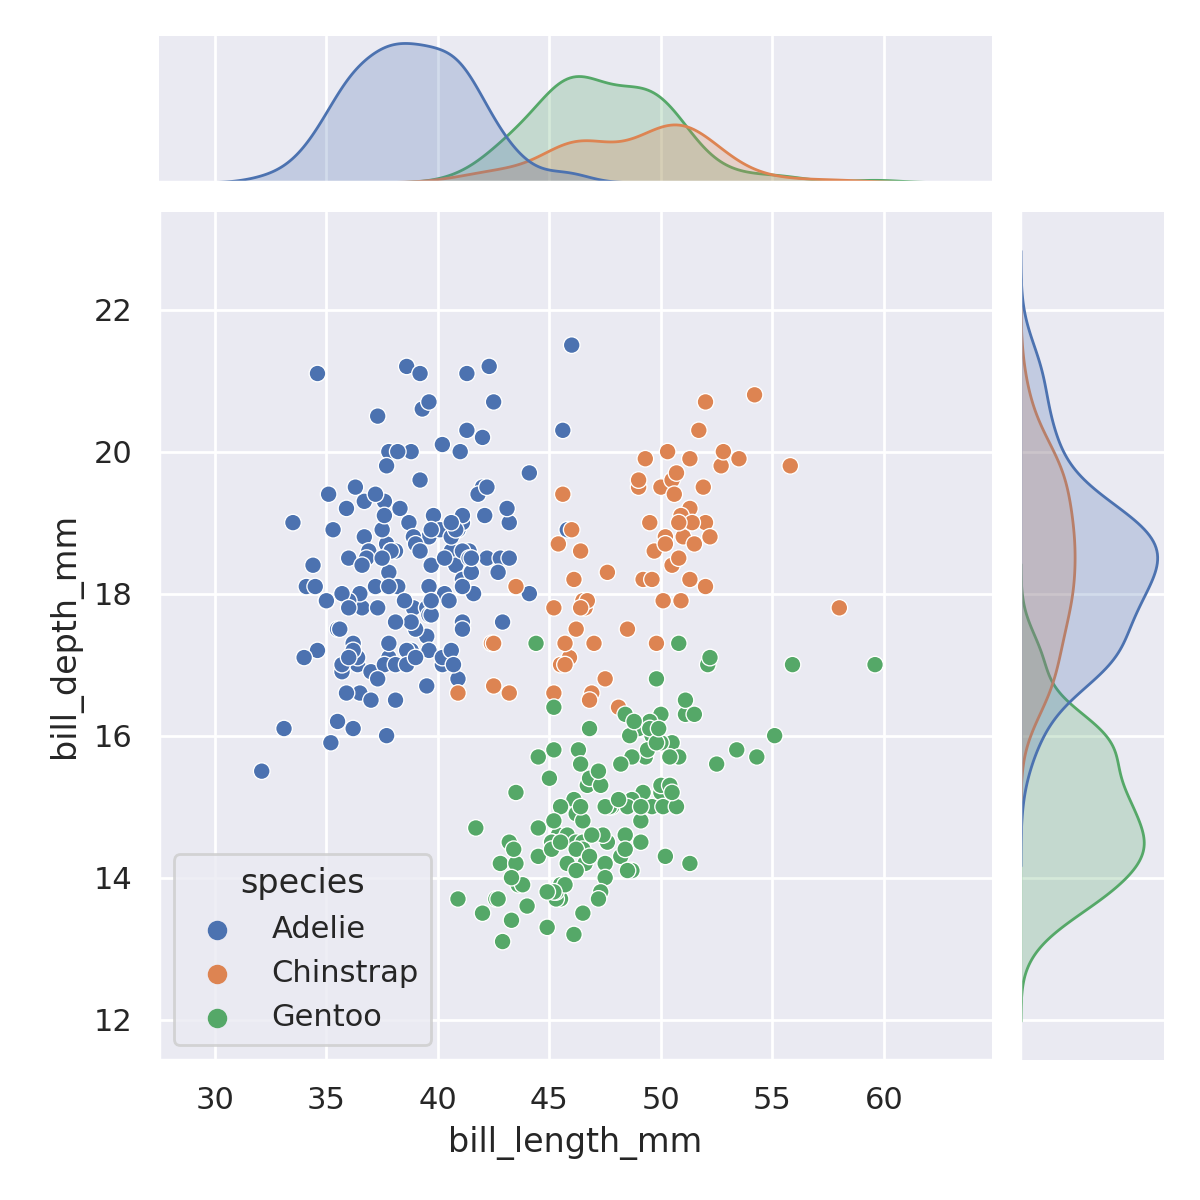 22
20
18
16
14
12
bill_depth_mm
species
Adelie
Chinstrap
Gentoo
30 35 40 45 50 55 60
bill_length_mm